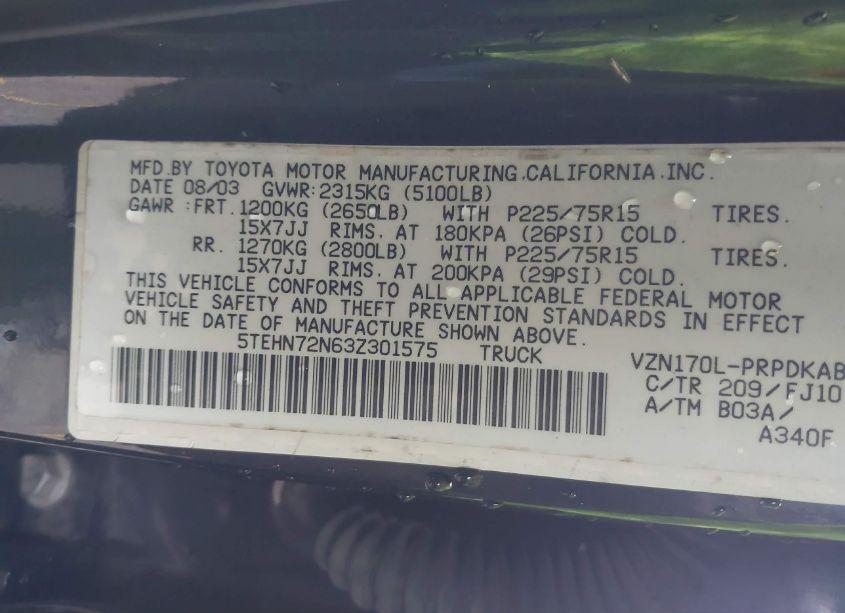 MFD.BY TOYOTA MOTOR MANUFACTURING,CALIFORNIA,INC.
DATE 08/03 GVWR:2315KG (5100LB)
GAWR :FRT. 1200KG (2650LB) WITH P225/75R15 TIRES.
15X7JJ RIMS. AT 180KPA (26PSI) COLD.
RR. 1270KG (2800LB) WITH P225/75R15 TIRES.
15X7JJ RIMS. AT 200KPA (29PSI) COLD.
THIS VEHICLE CONFORMS TO ALL APPLICABLE FEDERAL MOTOR
VEHICLE SAFETY AND THEFT PREVENTION STANDARDS IN EFFECT
ON THE DATE OF MANUFACTURE SHOWN ABOVE.
5TEHN72N63Z301575 TRUCK
VZN170L-PRPDKAB
C/TR 209/FJ10
A/TM B03A/
A340F